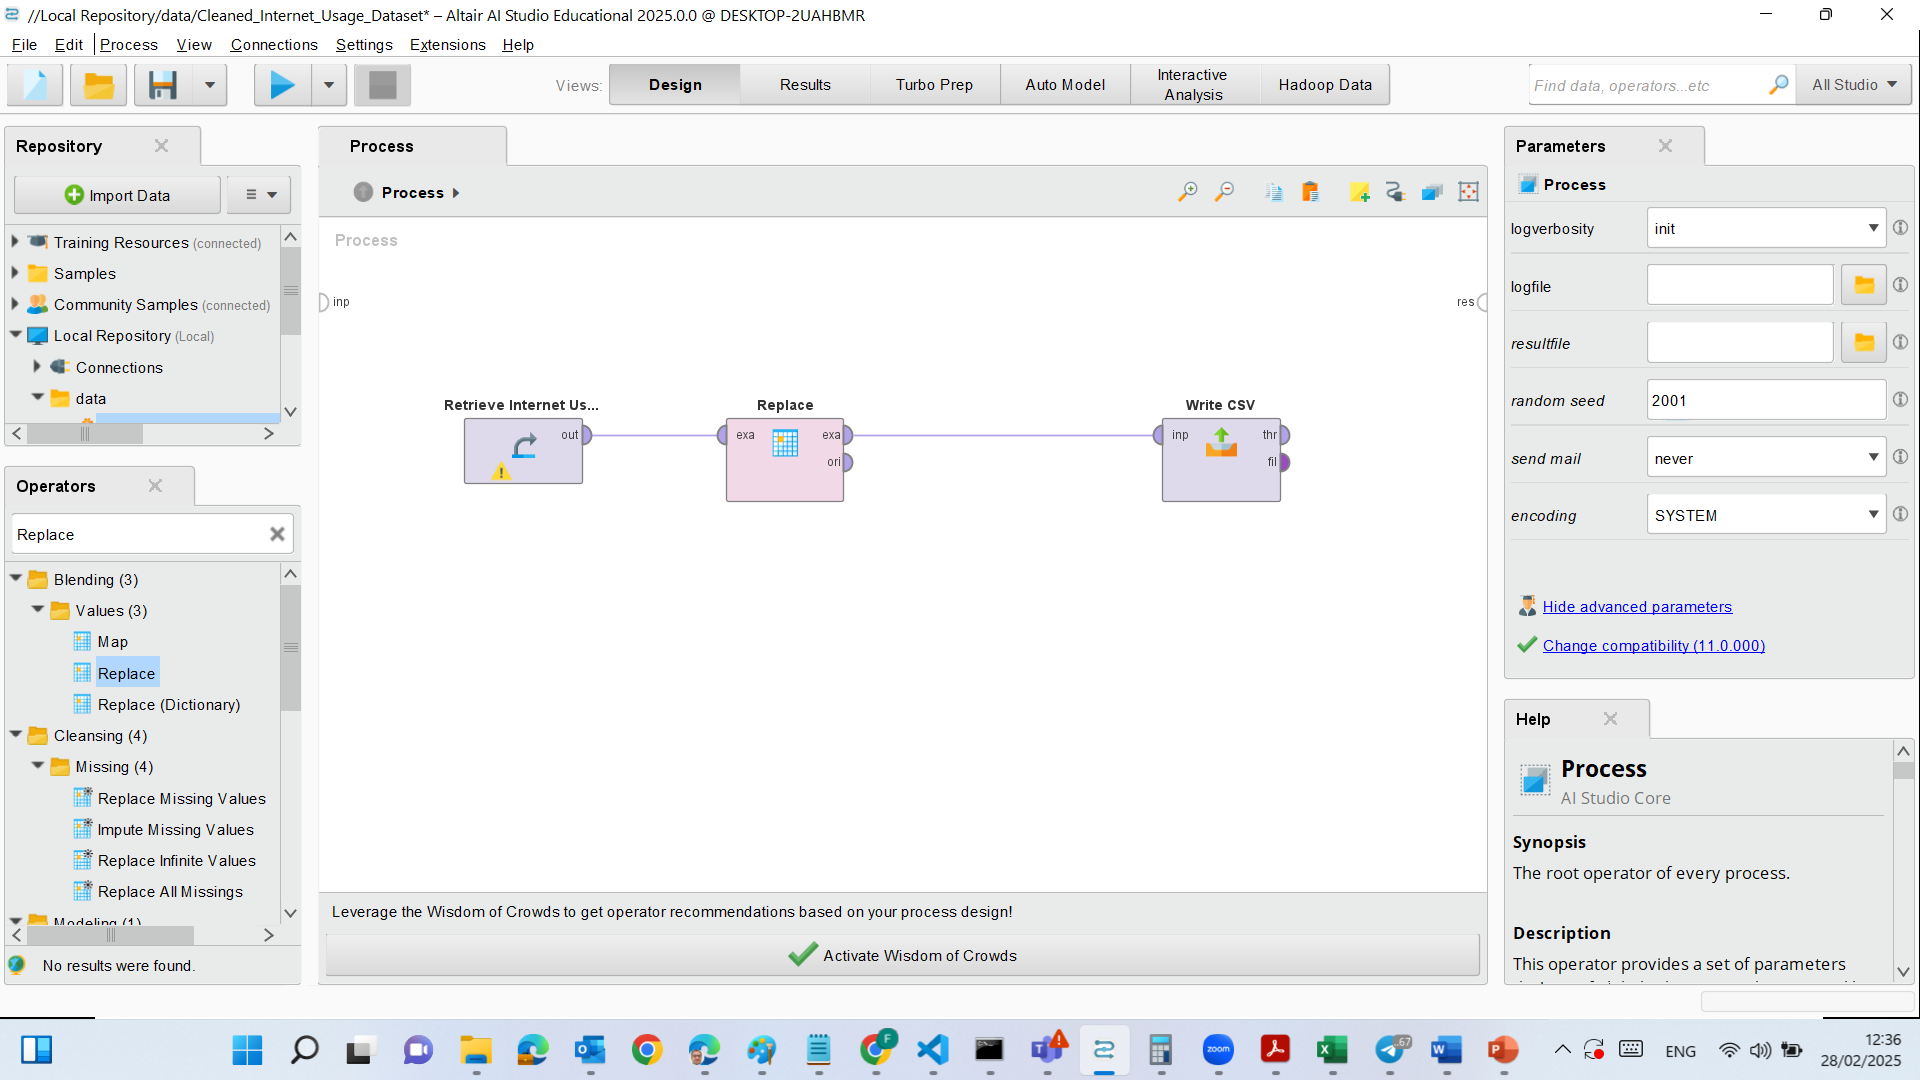 //Local Repository/data/Cleaned_Internet_Usage_Dataset* – Altair AI Studio Educational 2025.0.0 @ DESKTOP-2UAHBMR
File Edit Process View Connections Settings Extensions Help
Views: Design Results Turbo Prep Auto Model Interactive Analysis Hadoop Data
Find data, operators...etc All Studio
Repository
Import Data
Training Resources (connected)
Samples
Community Samples (connected)
Local Repository (Local)
Connections
data
Operators
Replace
Blending (3)
Values (3)
Map
Replace
Replace (Dictionary)
Cleansing (4)
Missing (4)
Replace Missing Values
Impute Missing Values
Replace Infinite Values
Replace All Missings
Modeling (1)
No results were found.
Process
Process
Process
inp
res
Retrieve Internet Us...
out
Replace
exa exa
ori
Write CSV
inp thr
fil
Leverage the Wisdom of Crowds to get operator recommendations based on your process design!
Activate Wisdom of Crowds
Parameters
Process
logverbosity init
logfile
resultfile
random seed 2001
send mail never
encoding SYSTEM
Hide advanced parameters
Change compatibility (11.0.000)
Help
Process
AI Studio Core
Synopsis
The root operator of every process.
Description
This operator provides a set of parameters
F
zoom
.67
ENG
12:36
28/02/2025